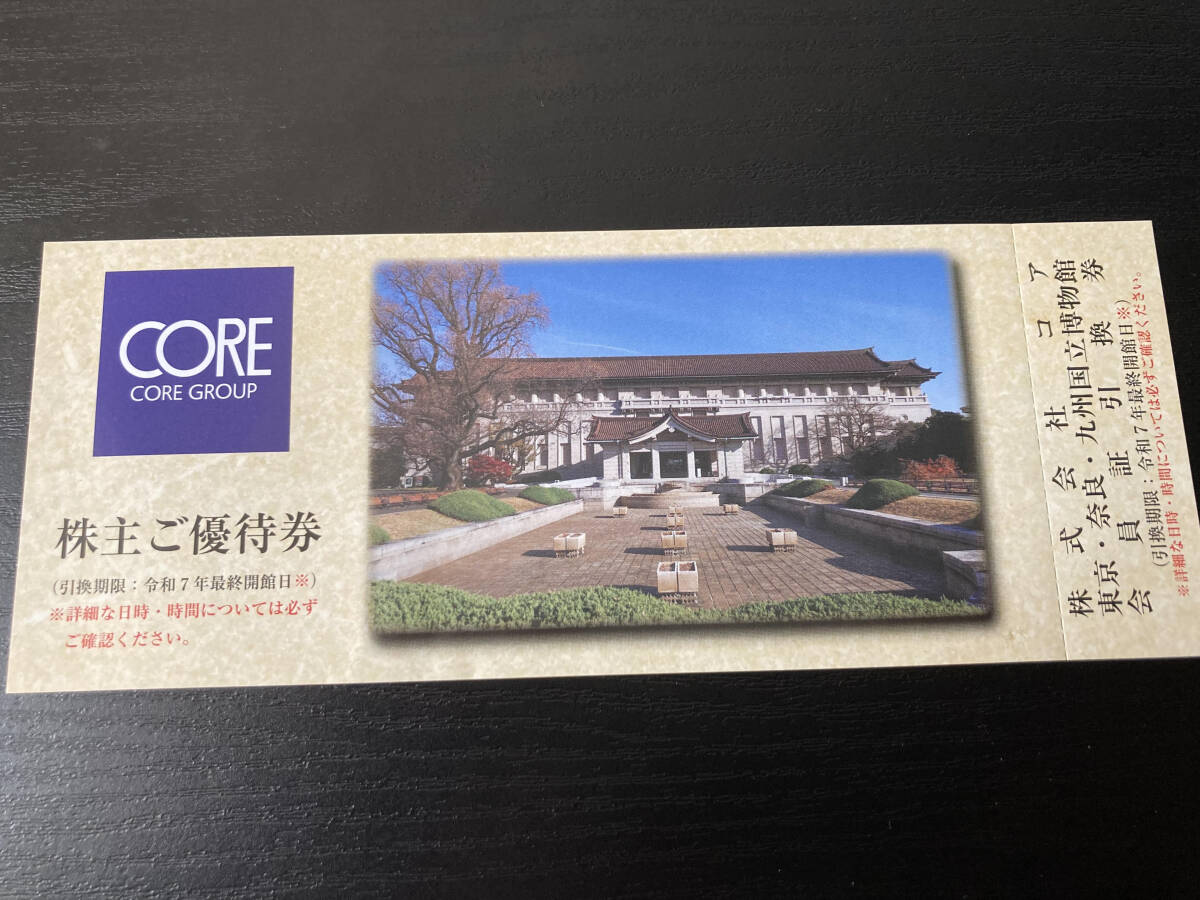 CORE
CORE GROUP
株主ご優待券
（引換期限：令和７年最終開館日※）
※詳細な日時・時間については必ず
ご確認ください。
株式会社コア
東京・奈良・九州国立博物館
会員証引換券
（引換期限：令和７年最終開館日※）
※詳細な日時・時間については必ずご確認ください。